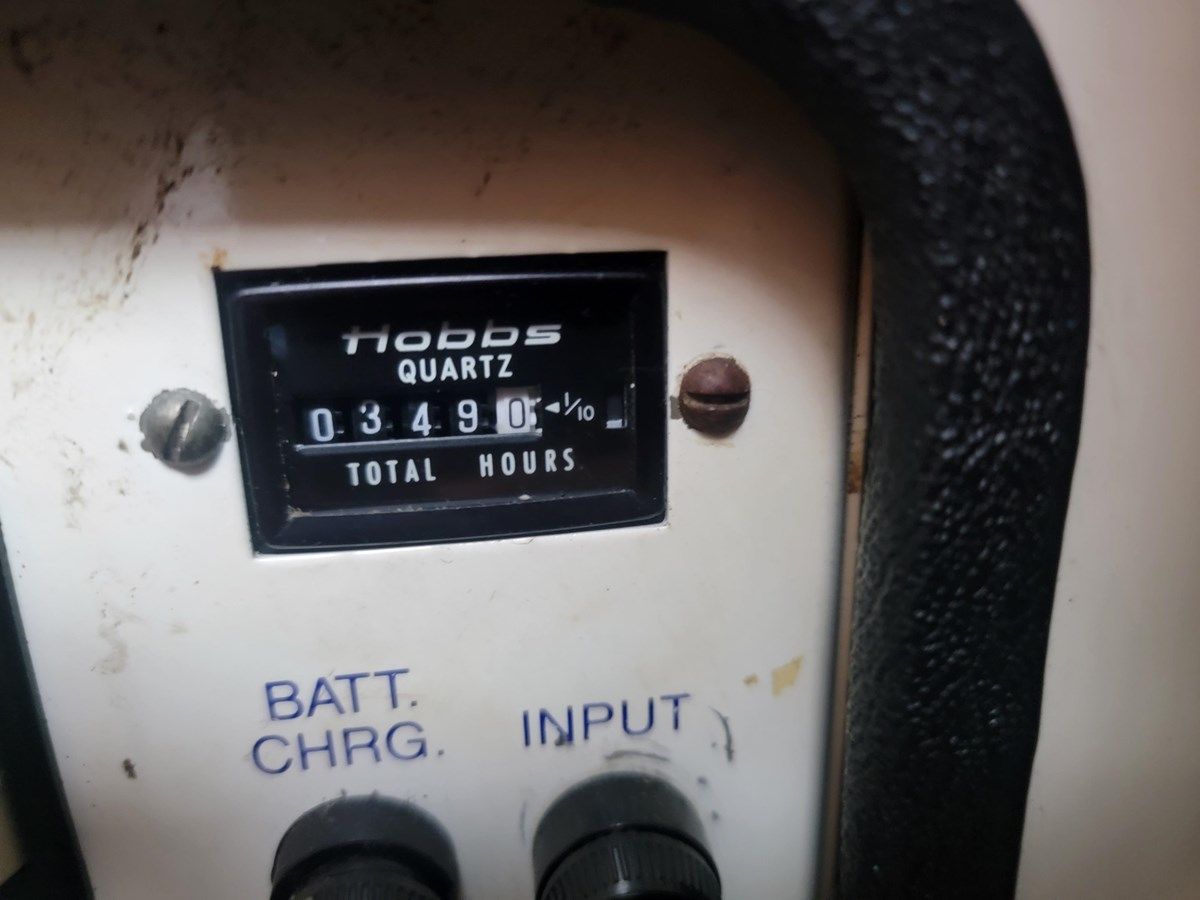 Hobbs
QUARTZ
03490 ◄1/10
TOTAL HOURS
BATT.
CHRG.
INPUT